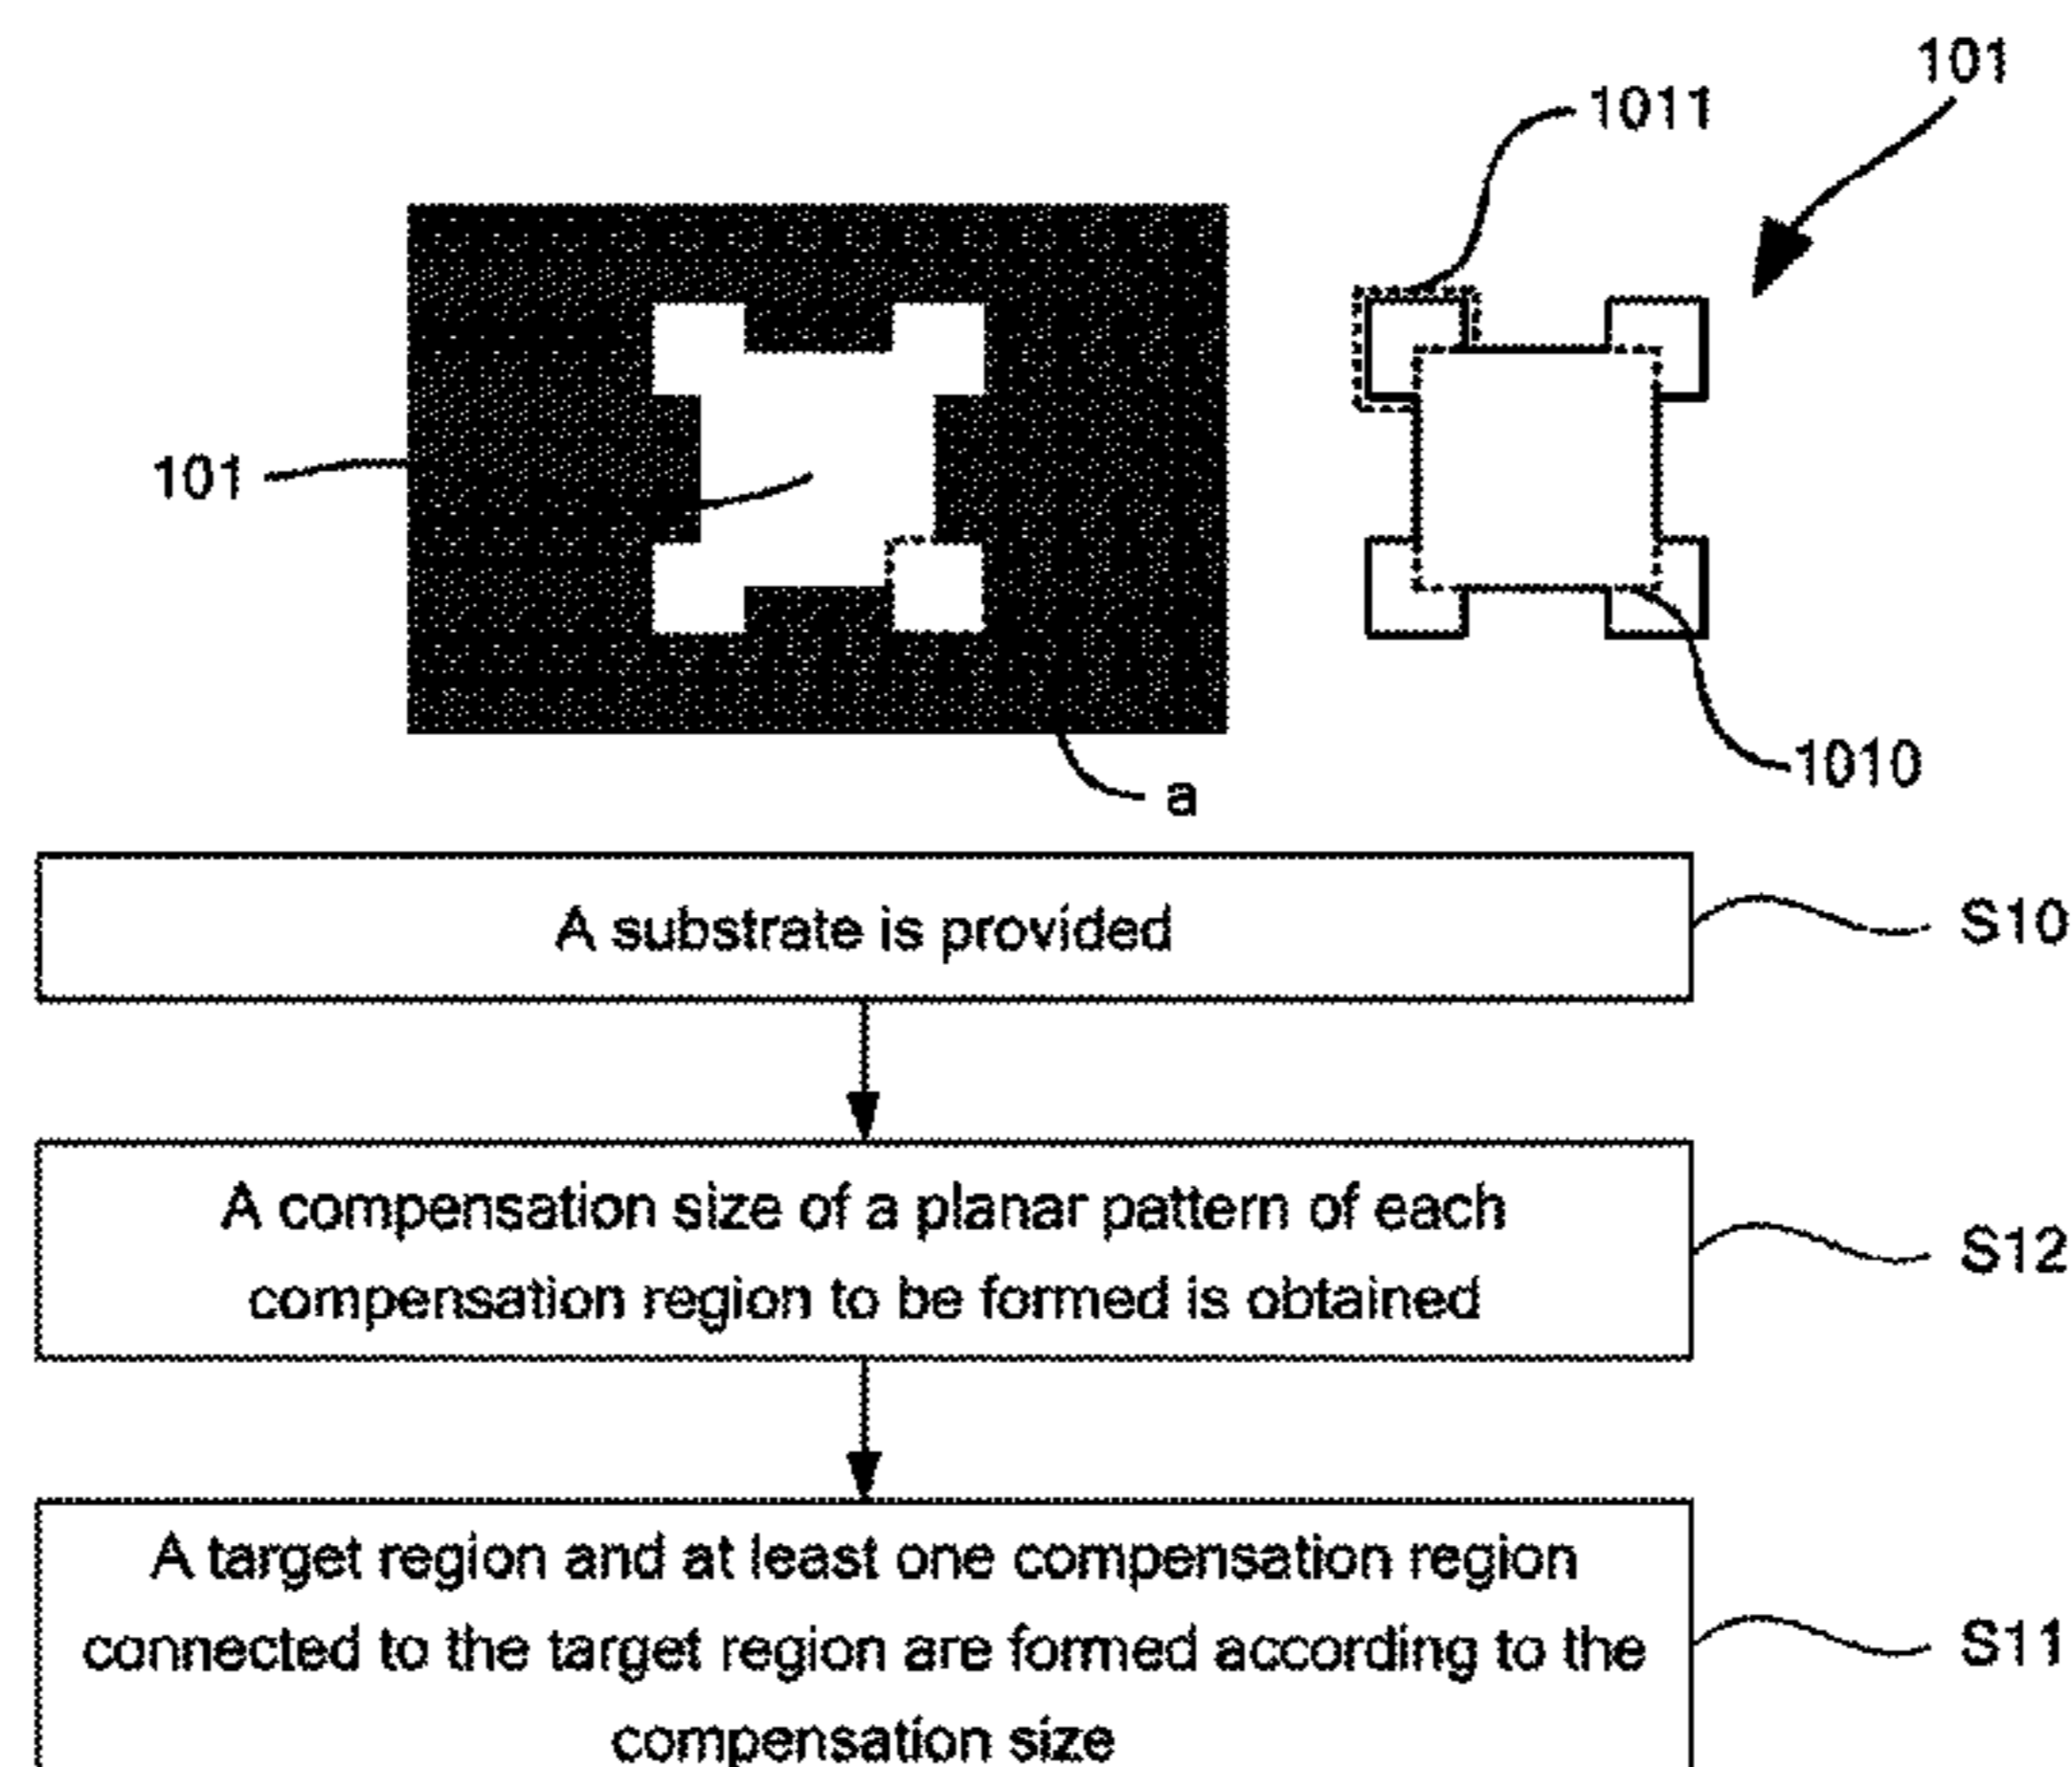 101
1011
101
1010
a
A substrate is provided
S10
A compensation size of a planar pattern of each
compensation region to be formed is obtained
S12
A target region and at least one compensation region
connected to the target region are formed according to the
compensation size
S11